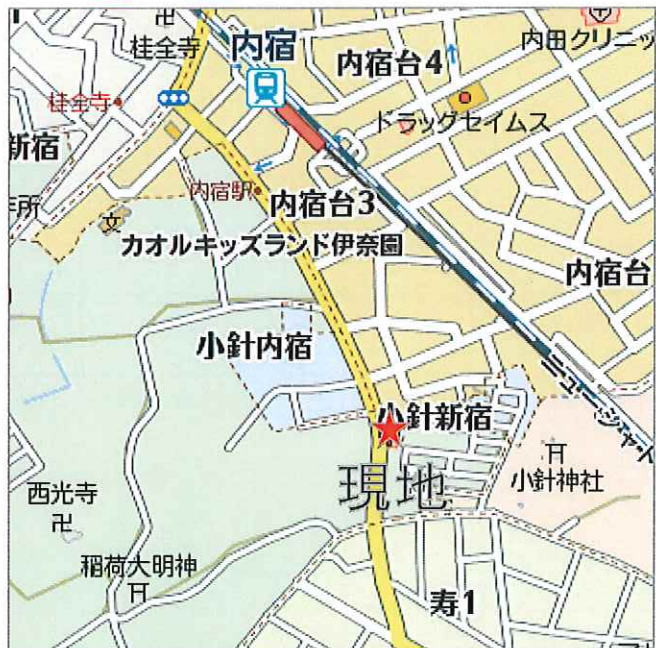 桂全寺
内宿
内宿台4
内田クリニッ
桂全寺
ドラッグセイムス
新宿
作所
内宿駅
内宿台3
カオルキッズランド伊奈園
内宿台
小針内宿
ニューシャト
小針新宿
現地
小針神社
西光寺
稲荷大明神
寿1